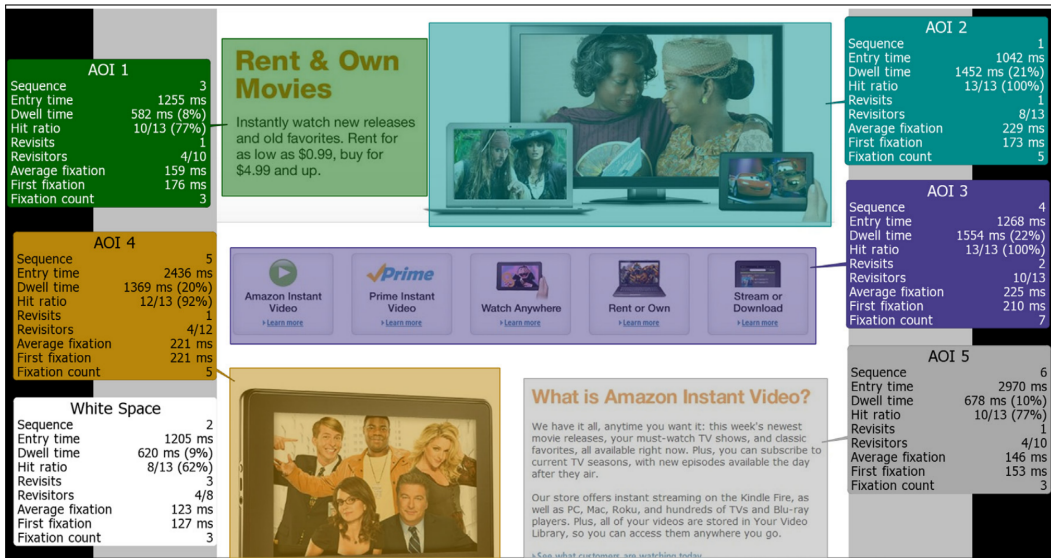 AOI 1
Sequence 3
Entry time 1255 ms
Dwell time 582 ms (8%)
Hit ratio 10/13 (77%)
Revisits 1
Revisitors 4/10
Average fixation 159 ms
First fixation 176 ms
Fixation count 3
Rent & Own
Movies
Instantly watch new releases
and old favorites. Rent for
as low as $0.99, buy for
$4.99 and up.
AOI 2
Sequence 1
Entry time 1042 ms
Dwell time 1452 ms (21%)
Hit ratio 13/13 (100%)
Revisits 1
Revisitors 8/13
Average fixation 229 ms
First fixation 173 ms
Fixation count 5
AOI 3
Sequence 4
Entry time 1268 ms
Dwell time 1554 ms (22%)
Hit ratio 13/13 (100%)
Revisits 2
Revisitors 10/13
Average fixation 225 ms
First fixation 210 ms
Fixation count 7
AOI 4
Sequence 5
Entry time 2436 ms
Dwell time 1369 ms (20%)
Hit ratio 12/13 (92%)
Revisits 1
Revisitors 4/12
Average fixation 221 ms
First fixation 221 ms
Fixation count 5
Amazon Instant
Video
Learn more
Prime
Prime Instant
Video
Learn more
Watch Anywhere
Learn more
Rent or Own
Learn more
Stream or
Download
Learn more
White Space
Sequence 2
Entry time 1205 ms
Dwell time 620 ms (9%)
Hit ratio 8/13 (62%)
Revisits 3
Revisitors 4/8
Average fixation 123 ms
First fixation 127 ms
Fixation count 3
What is Amazon Instant Video?
We have it all, anytime you want it: this week's newest
movie releases, your must-watch TV shows, and classic
favorites, all available right now. Plus, you can subscribe to
current TV seasons, with new episodes available the day
after they air.
Our store offers instant streaming on the Kindle Fire, as
well as PC, Mac, Roku, and hundreds of TVs and Blu-ray
players. Plus, all of your videos are stored in Your Video
Library, so you can access them anywhere you go.
See what customers are watching today
AOI 5
Sequence 6
Entry time 2970 ms
Dwell time 678 ms (10%)
Hit ratio 10/13 (77%)
Revisits 1
Revisitors 4/10
Average fixation 146 ms
First fixation 153 ms
Fixation count 3